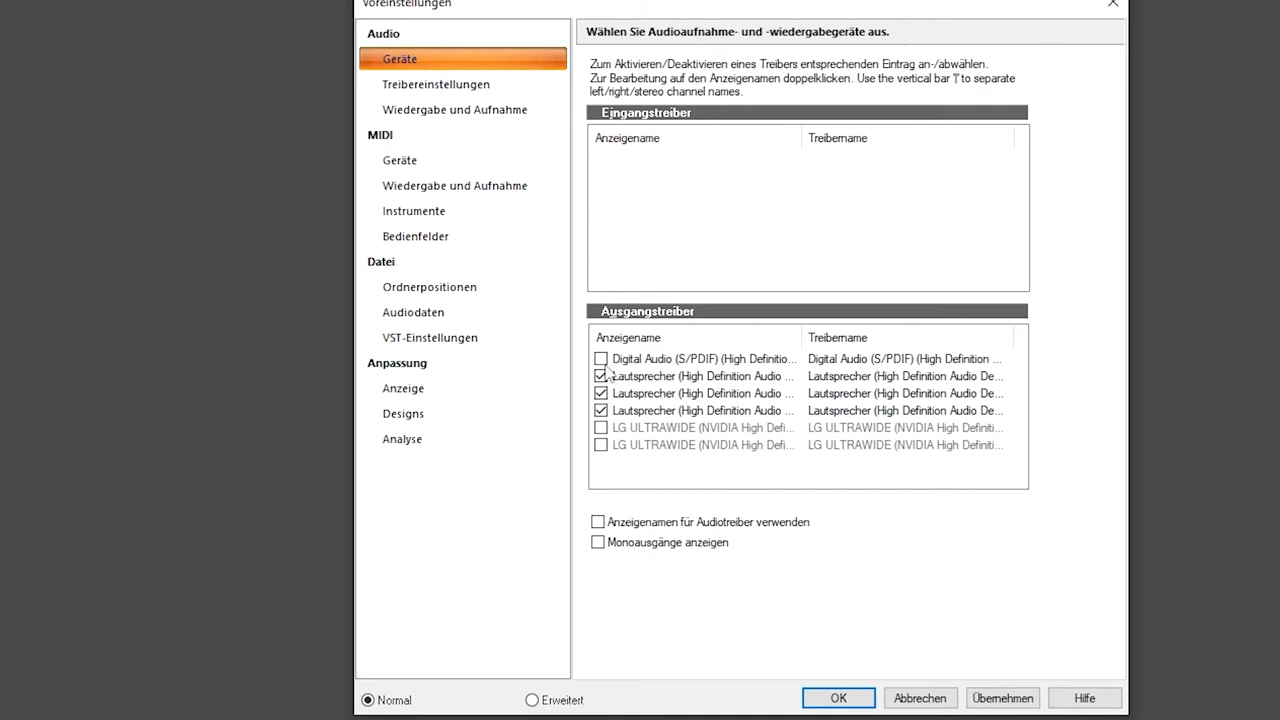 Voreinstellungen
Audio
Geräte
Treibereinstellungen
Wiedergabe und Aufnahme
MIDI
Geräte
Wiedergabe und Aufnahme
Instrumente
Bedienfelder
Datei
Ordnerpositionen
Audiodaten
VST-Einstellungen
Anpassung
Anzeige
Designs
Analyse
Wählen Sie Audioaufnahme- und -wiedergabegeräte aus.
Zum Aktivieren/Deaktivieren eines Treibers entsprechenden Eintrag an-/abwählen.
Zur Bearbeitung auf den Anzeigenamen doppelklicken. Use the vertical bar '|' to separate
left/right/stereo channel names.
Eingangstreiber
Anzeigename Treibername
Ausgangstreiber
Anzeigename Treibername
Digital Audio (S/PDIF) (High Definitio... Digital Audio (S/PDIF) (High Definition ...
Lautsprecher (High Definition Audio ... Lautsprecher (High Definition Audio De...
Lautsprecher (High Definition Audio ... Lautsprecher (High Definition Audio De...
Lautsprecher (High Definition Audio ... Lautsprecher (High Definition Audio De...
LG ULTRAWIDE (NVIDIA High Defi... LG ULTRAWIDE (NVIDIA High Definiti...
LG ULTRAWIDE (NVIDIA High Defi... LG ULTRAWIDE (NVIDIA High Definiti...
Anzeigenamen für Audiotreiber verwenden
Monoausgänge anzeigen
Normal Erweitert OK Abbrechen Übernehmen Hilfe